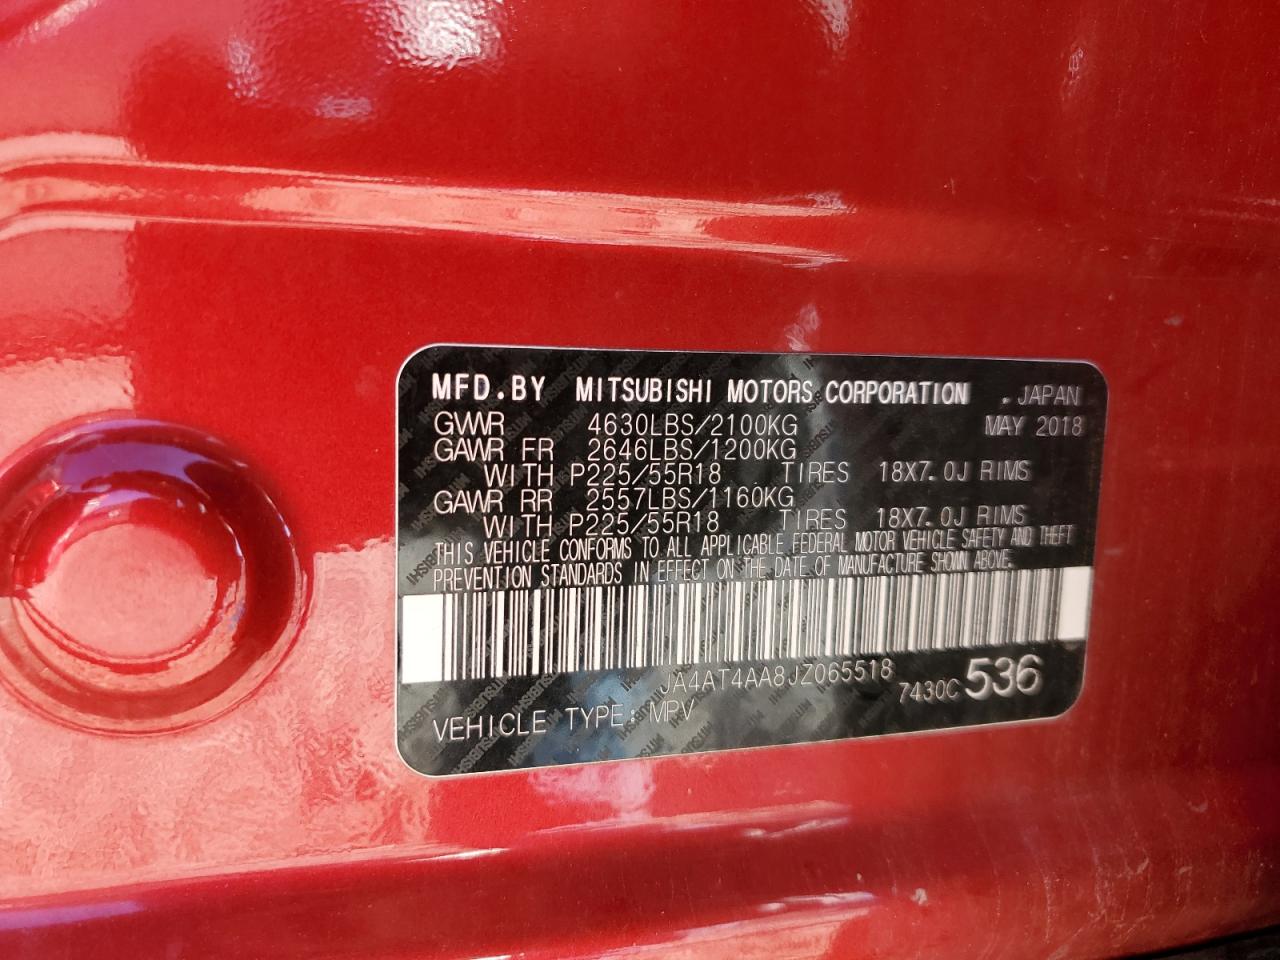 MFD.BY MITSUBISHI MOTORS CORPORATION .JAPAN
GVWR 4630LBS/2100KG MAY 2018
GAWR FR 2646LBS/1200KG
WITH P225/55R18 TIRES 18X7.0J RIMS
GAWR RR 2557LBS/1160KG
WITH P225/55R18 TIRES 18X7.0J RIMS
THIS VEHICLE CONFORMS TO ALL APPLICABLE FEDERAL MOTOR VEHICLE SAFETY AND THEFT
PREVENTION STANDARDS IN EFFECT ON THE DATE OF MANUFACTURE SHOWN ABOVE.
JA4AT4AA8JZ065518
7430C 536
VEHICLE TYPE: MPV